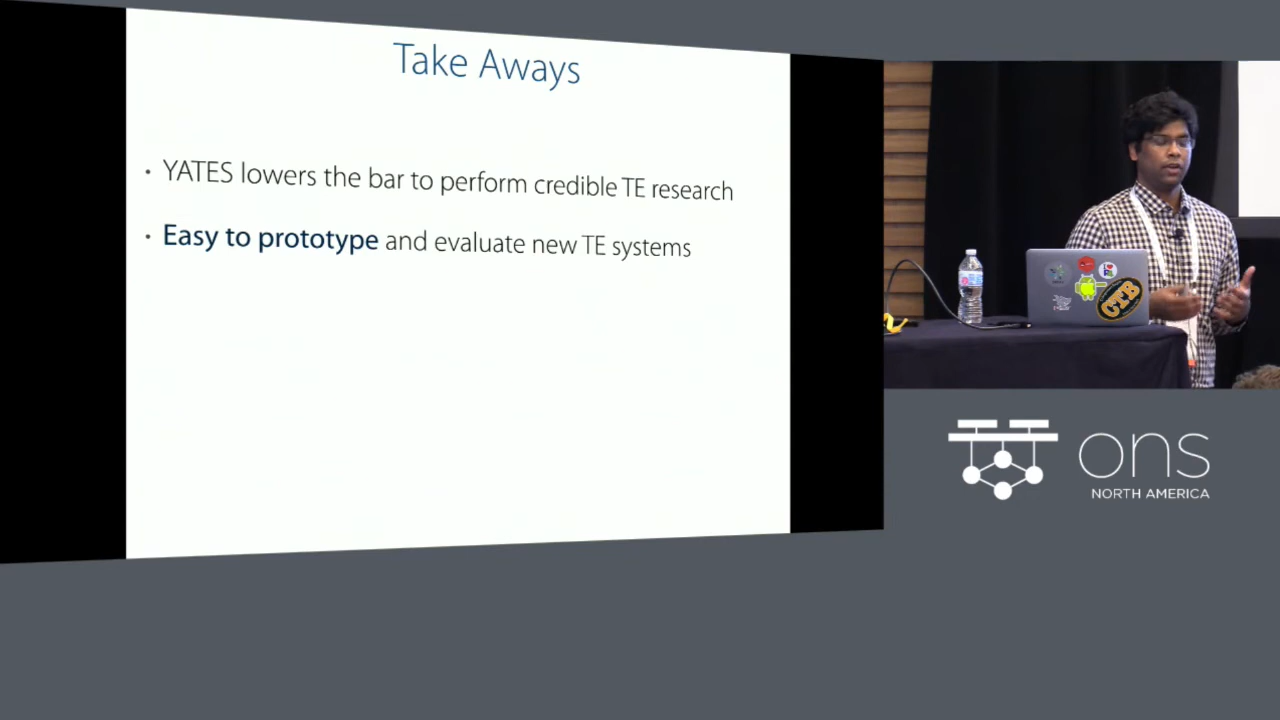 Take Aways
• YATES lowers the bar to perform credible TE research
• Easy to prototype and evaluate new TE systems
CTB
ons
NORTH AMERICA